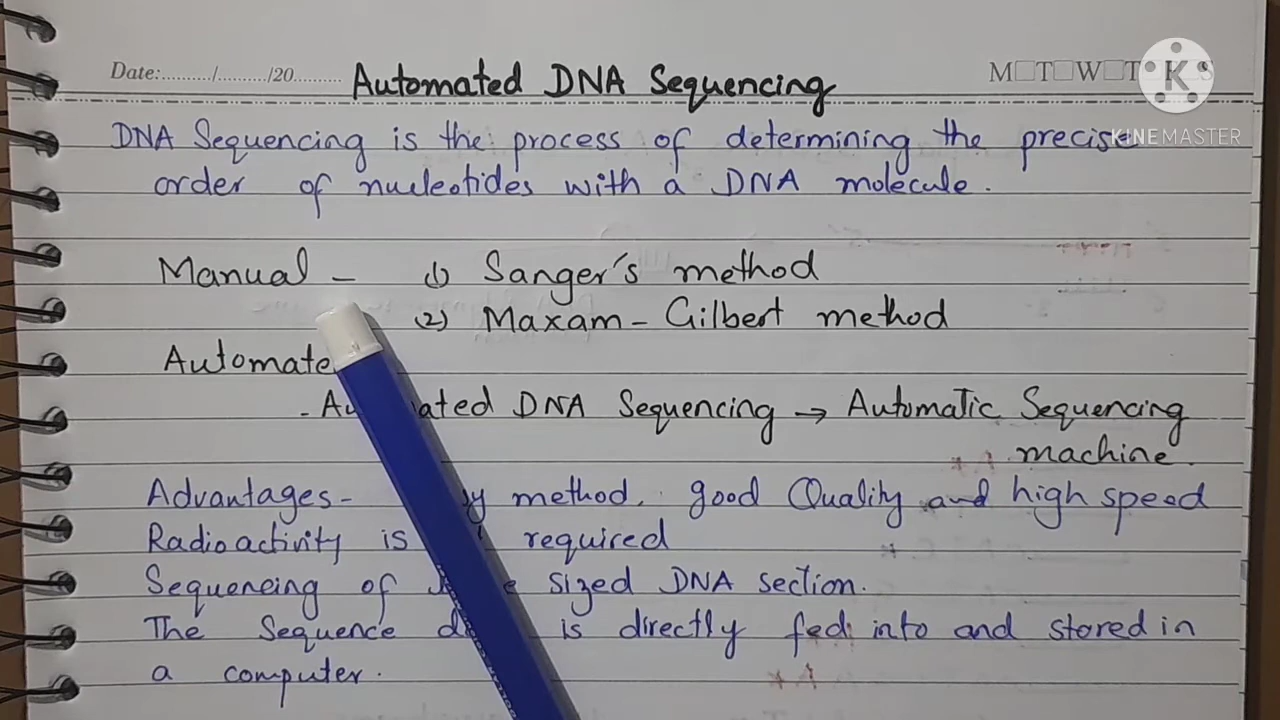 Date:........../........../20..........
Automated DNA Sequencing
M T W T S
K
KINEMASTER
DNA Sequencing is the process of determining the precise
order of nucleotides with a DNA molecule.
Manual - (1) Sanger's method
(2) Maxam - Gilbert method
Automate
- DNA Sequencing → Automatic Sequencing
machine.
Advantages - method. good Quality and high speed
Radioactivity is required
Sequencing of sized DNA section.
The Sequence is directly fed into and stored in
a computer.